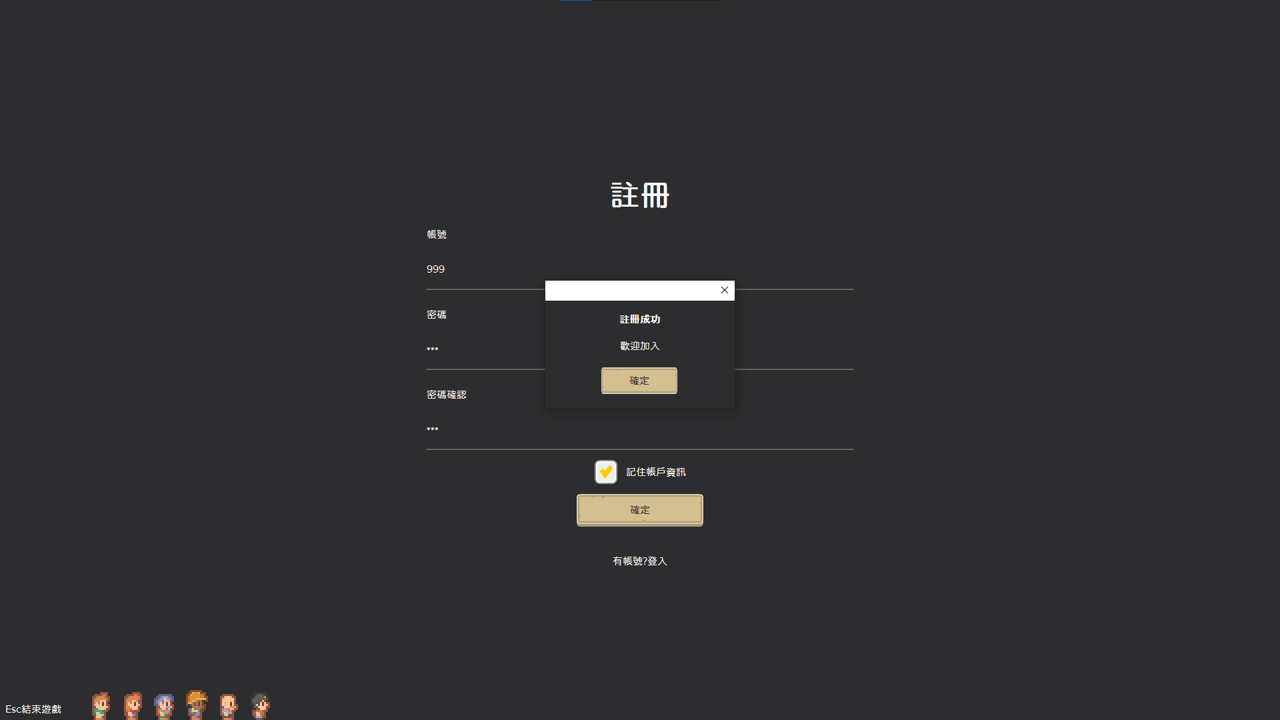 註冊
帳號
999
密碼
•••
密碼確認
•••
註冊成功
歡迎加入
確定
記住帳戶資訊
確定
有帳號?登入
Esc結束遊戲